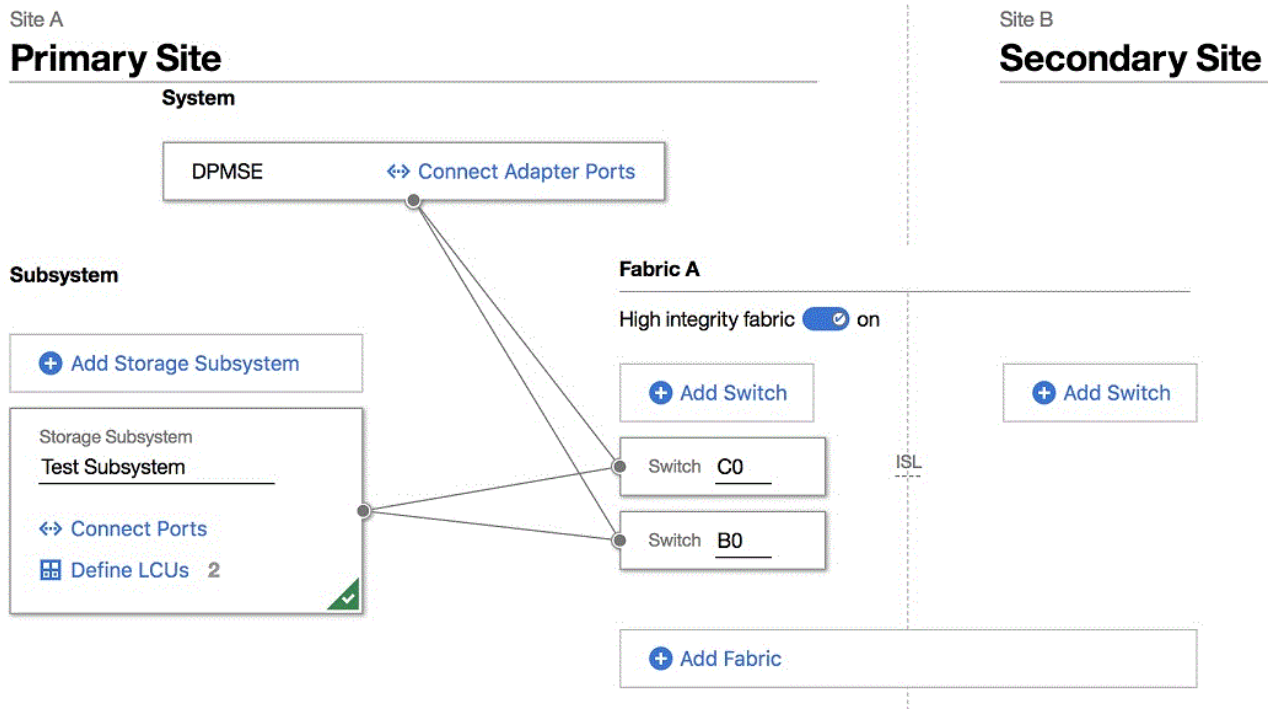 Site A
Primary Site
Site B
Secondary Site
System
DPMSE
Connect Adapter Ports
Subsystem
Add Storage Subsystem
Storage Subsystem
Test Subsystem
Connect Ports
Define LCUs 2
Fabric A
High integrity fabric on
Add Switch
Add Switch
Switch C0
ISL
Switch B0
Add Fabric